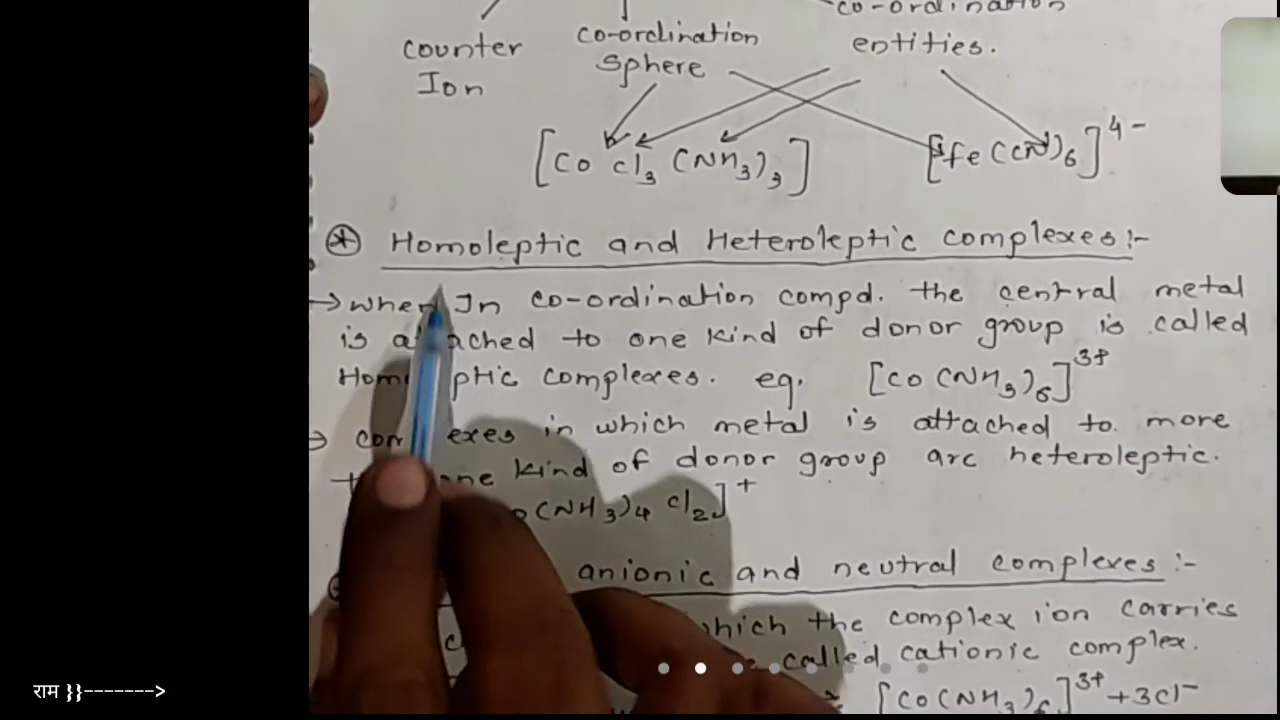 co-ordination
counter co-ordination entities.
Ion sphere
[Co Cl3 (NH3)3] [Fe(CN)6]4-
* Homoleptic and Heteroleptic complexes:-
→ when In co-ordination compd. the central metal
is attached to one kind of donor group is called
Homoleptic complexes. eg. [Co(NH3)6]3+
→ complexes in which metal is attached to more
one kind of donor group are heteroleptic.
(NH3)4 Cl2]+
anionic and neutral complexes:-
which the complex ion carries
called cationic complex.
[Co(NH3)6]3+ +3Cl-
राम }}------->